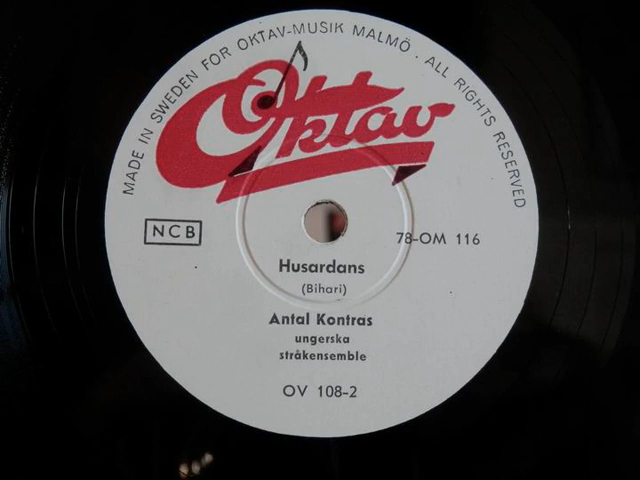 MADE IN SWEDEN FOR OKTAV-MUSIK MALMÖ. ALL RIGHTS RESERVED
Oktav
NCB
78-OM 116
Husardans
(Bihari)
Antal Kontras
ungerska
stråkensemble
OV 108-2